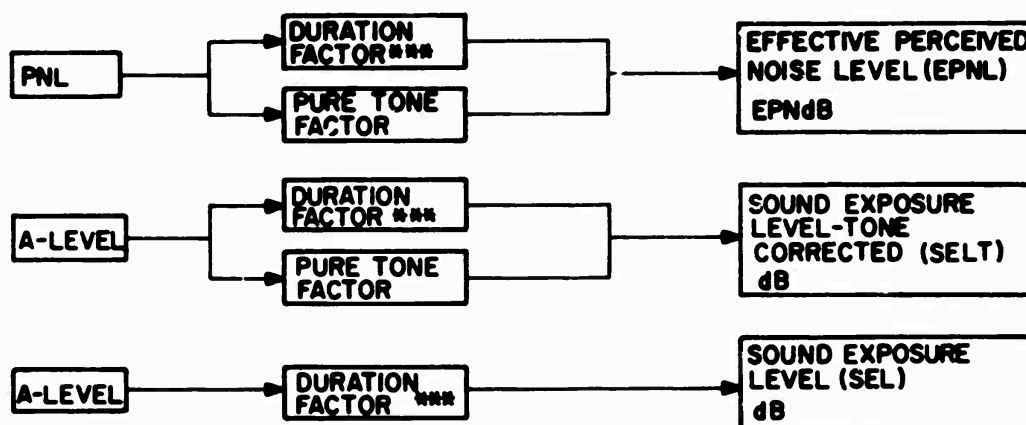 DURATION
FACTOR***
PNL
PURE TONE
FACTOR
EFFECTIVE PERCEIVED
NOISE LEVEL (EPNL)
EPNdB
DURATION
FACTOR ***
A-LEVEL
PURE TONE
FACTOR
SOUND EXPOSURE
LEVEL-TONE
CORRECTED (SELT)
dB
A-LEVEL
DURATION
FACTOR ***
SOUND EXPOSURE
LEVEL (SEL)
dB